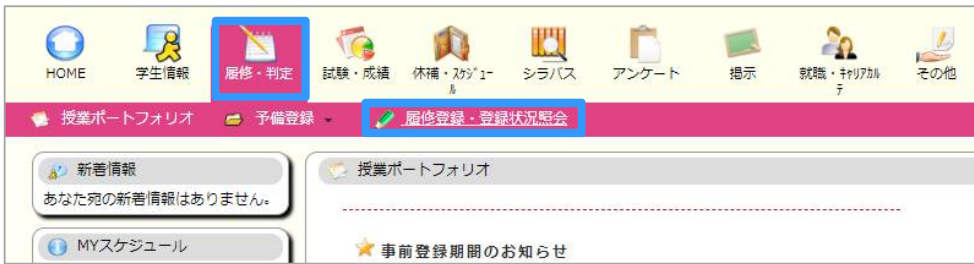 HOME 学生情報 履修・判定 試験・成績 休補・ｽｹｼﾞｭｰ シラバス アンケート 掲示 就職・ｷｬﾘｱｶﾙ その他
ﾙ ﾃ
授業ポートフォリオ 予備登録 履修登録・登録状況照会
新着情報 授業ポートフォリオ
あなた宛の新着情報はありません。
MYスケジュール
事前登録期間のお知らせ